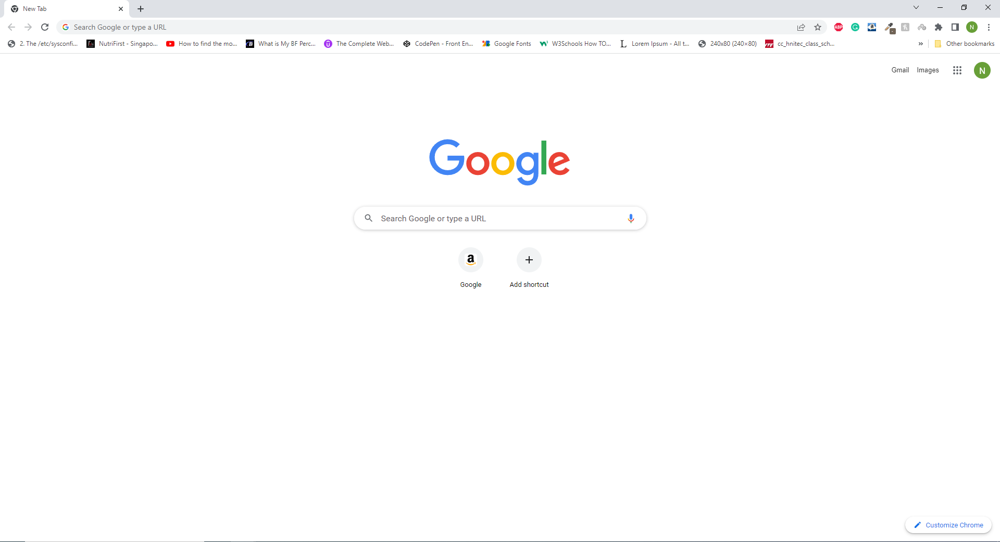 New Tab
Search Google or type a URL
ABP
a
N
2. The /etc/sysconfi...
NutriFirst - Singapo...
How to find the mo...
What is My BF Perc...
The Complete Web...
CodePen - Front En...
Google Fonts
W3Schools How TO...
Lorem Ipsum - All t...
240x80 (240×80)
cc_hnitec_class_sch...
»
Other bookmarks
Gmail
Images
N
Google
Search Google or type a URL
a
Google
Add shortcut
Customize Chrome